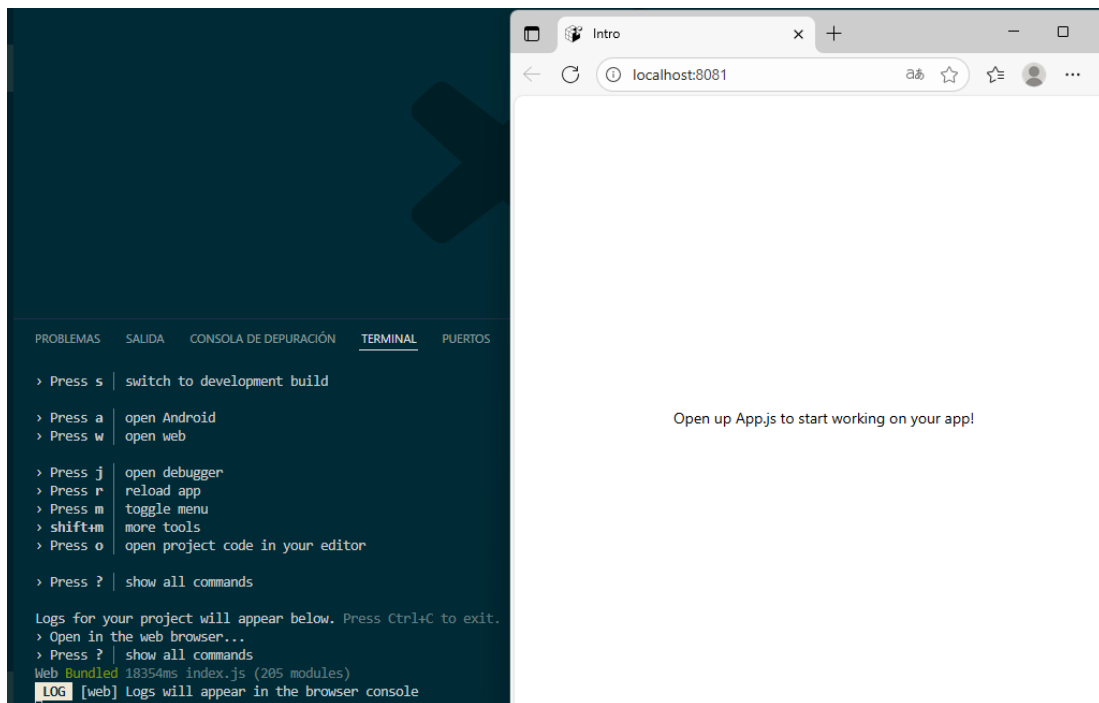 PROBLEMAS SALIDA CONSOLA DE DEPURACIÓN TERMINAL PUERTOS
› Press s │ switch to development build
› Press a │ open Android
› Press w │ open web
› Press j │ open debugger
› Press r │ reload app
› Press m │ toggle menu
› shift+m │ more tools
› Press o │ open project code in your editor
› Press ? │ show all commands
Logs for your project will appear below. Press Ctrl+C to exit.
› Open in the web browser...
› Press ? │ show all commands
Web Bundled 18354ms index.js (205 modules)
LOG [web] Logs will appear in the browser console
Intro
localhost:8081
aあ
Open up App.js to start working on your app!